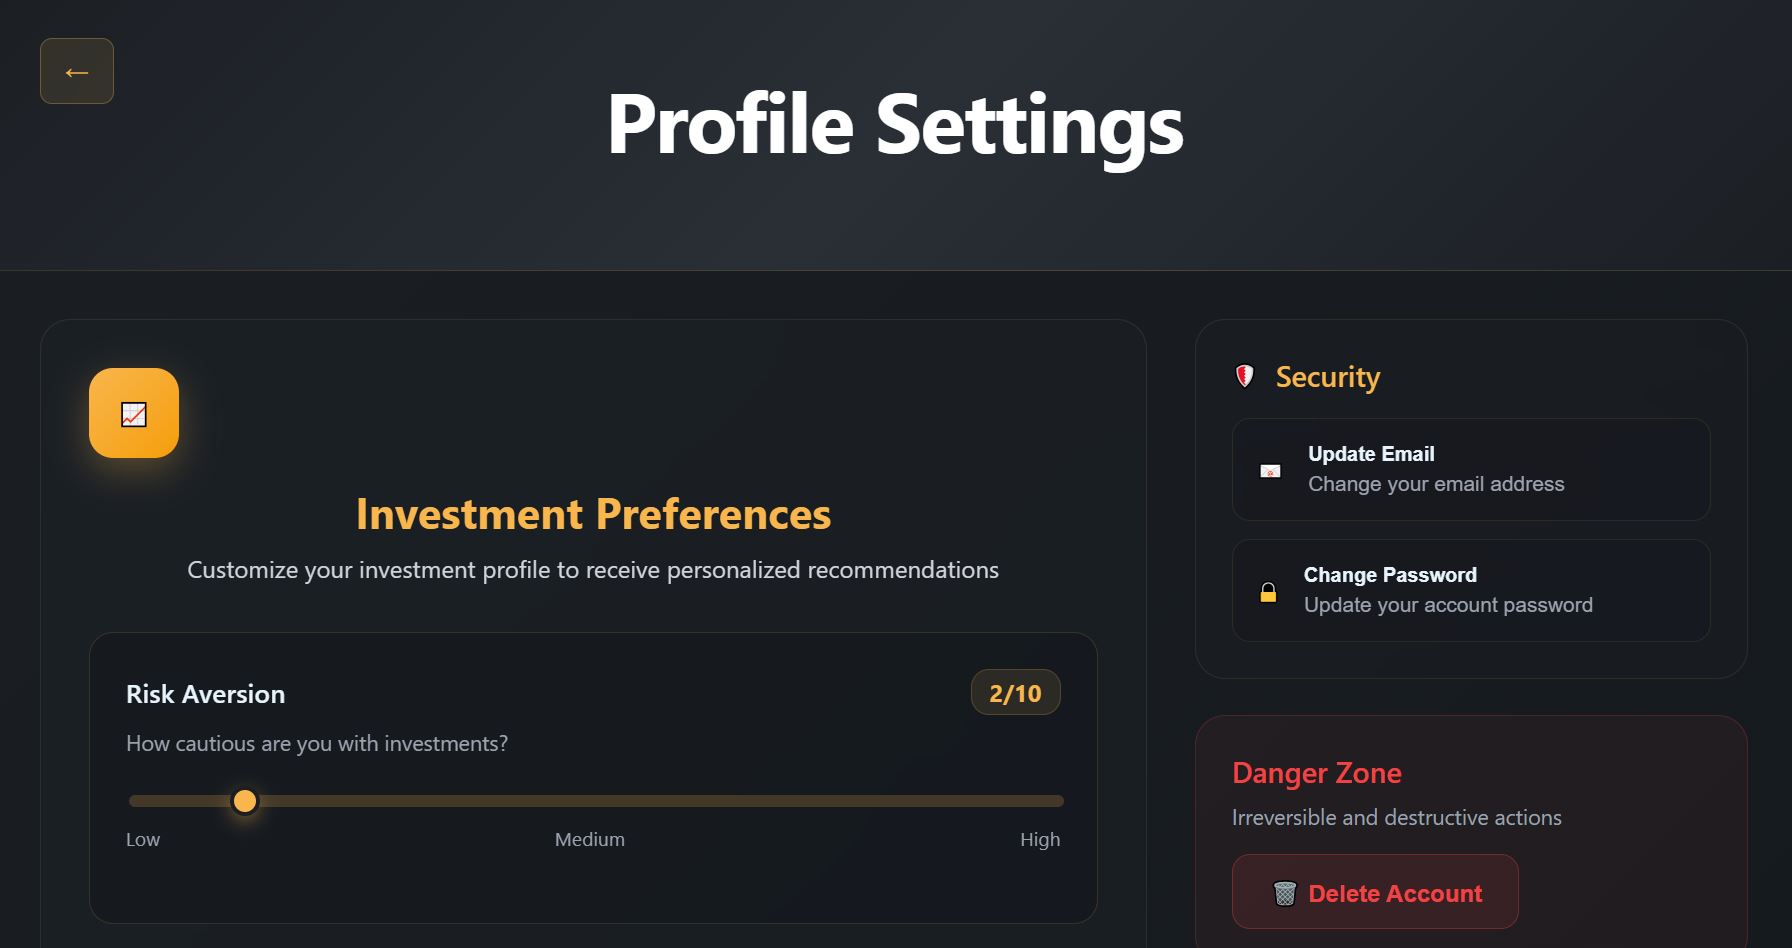 ←
Profile Settings
Investment Preferences
Customize your investment profile to receive personalized recommendations
Risk Aversion
2/10
How cautious are you with investments?
Low
Medium
High
Security
Update Email
Change your email address
Change Password
Update your account password
Danger Zone
Irreversible and destructive actions
Delete Account